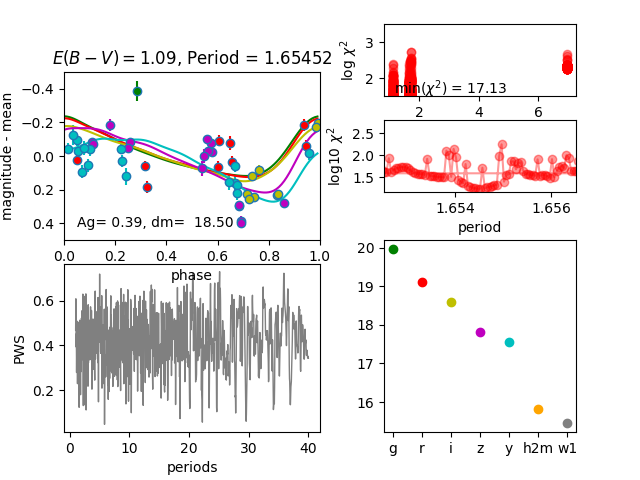 E(B − V) = 1.09, Period = 1.65452
−0.4
−0.2
0.0
0.2
0.4
magnitude - mean
Ag= 0.39, dm=  18.50
0.0 0.2 0.4 0.6 0.8 1.0
phase
0.6
0.4
0.2
PWS
0 10 20 30 40
periods
3
2
log χ²
min(χ²) = 17.13
2 4 6
2.5
2.0
1.5
log10 χ²
1.654 1.656
period
20
19
18
17
16
g r i z y h2m w1